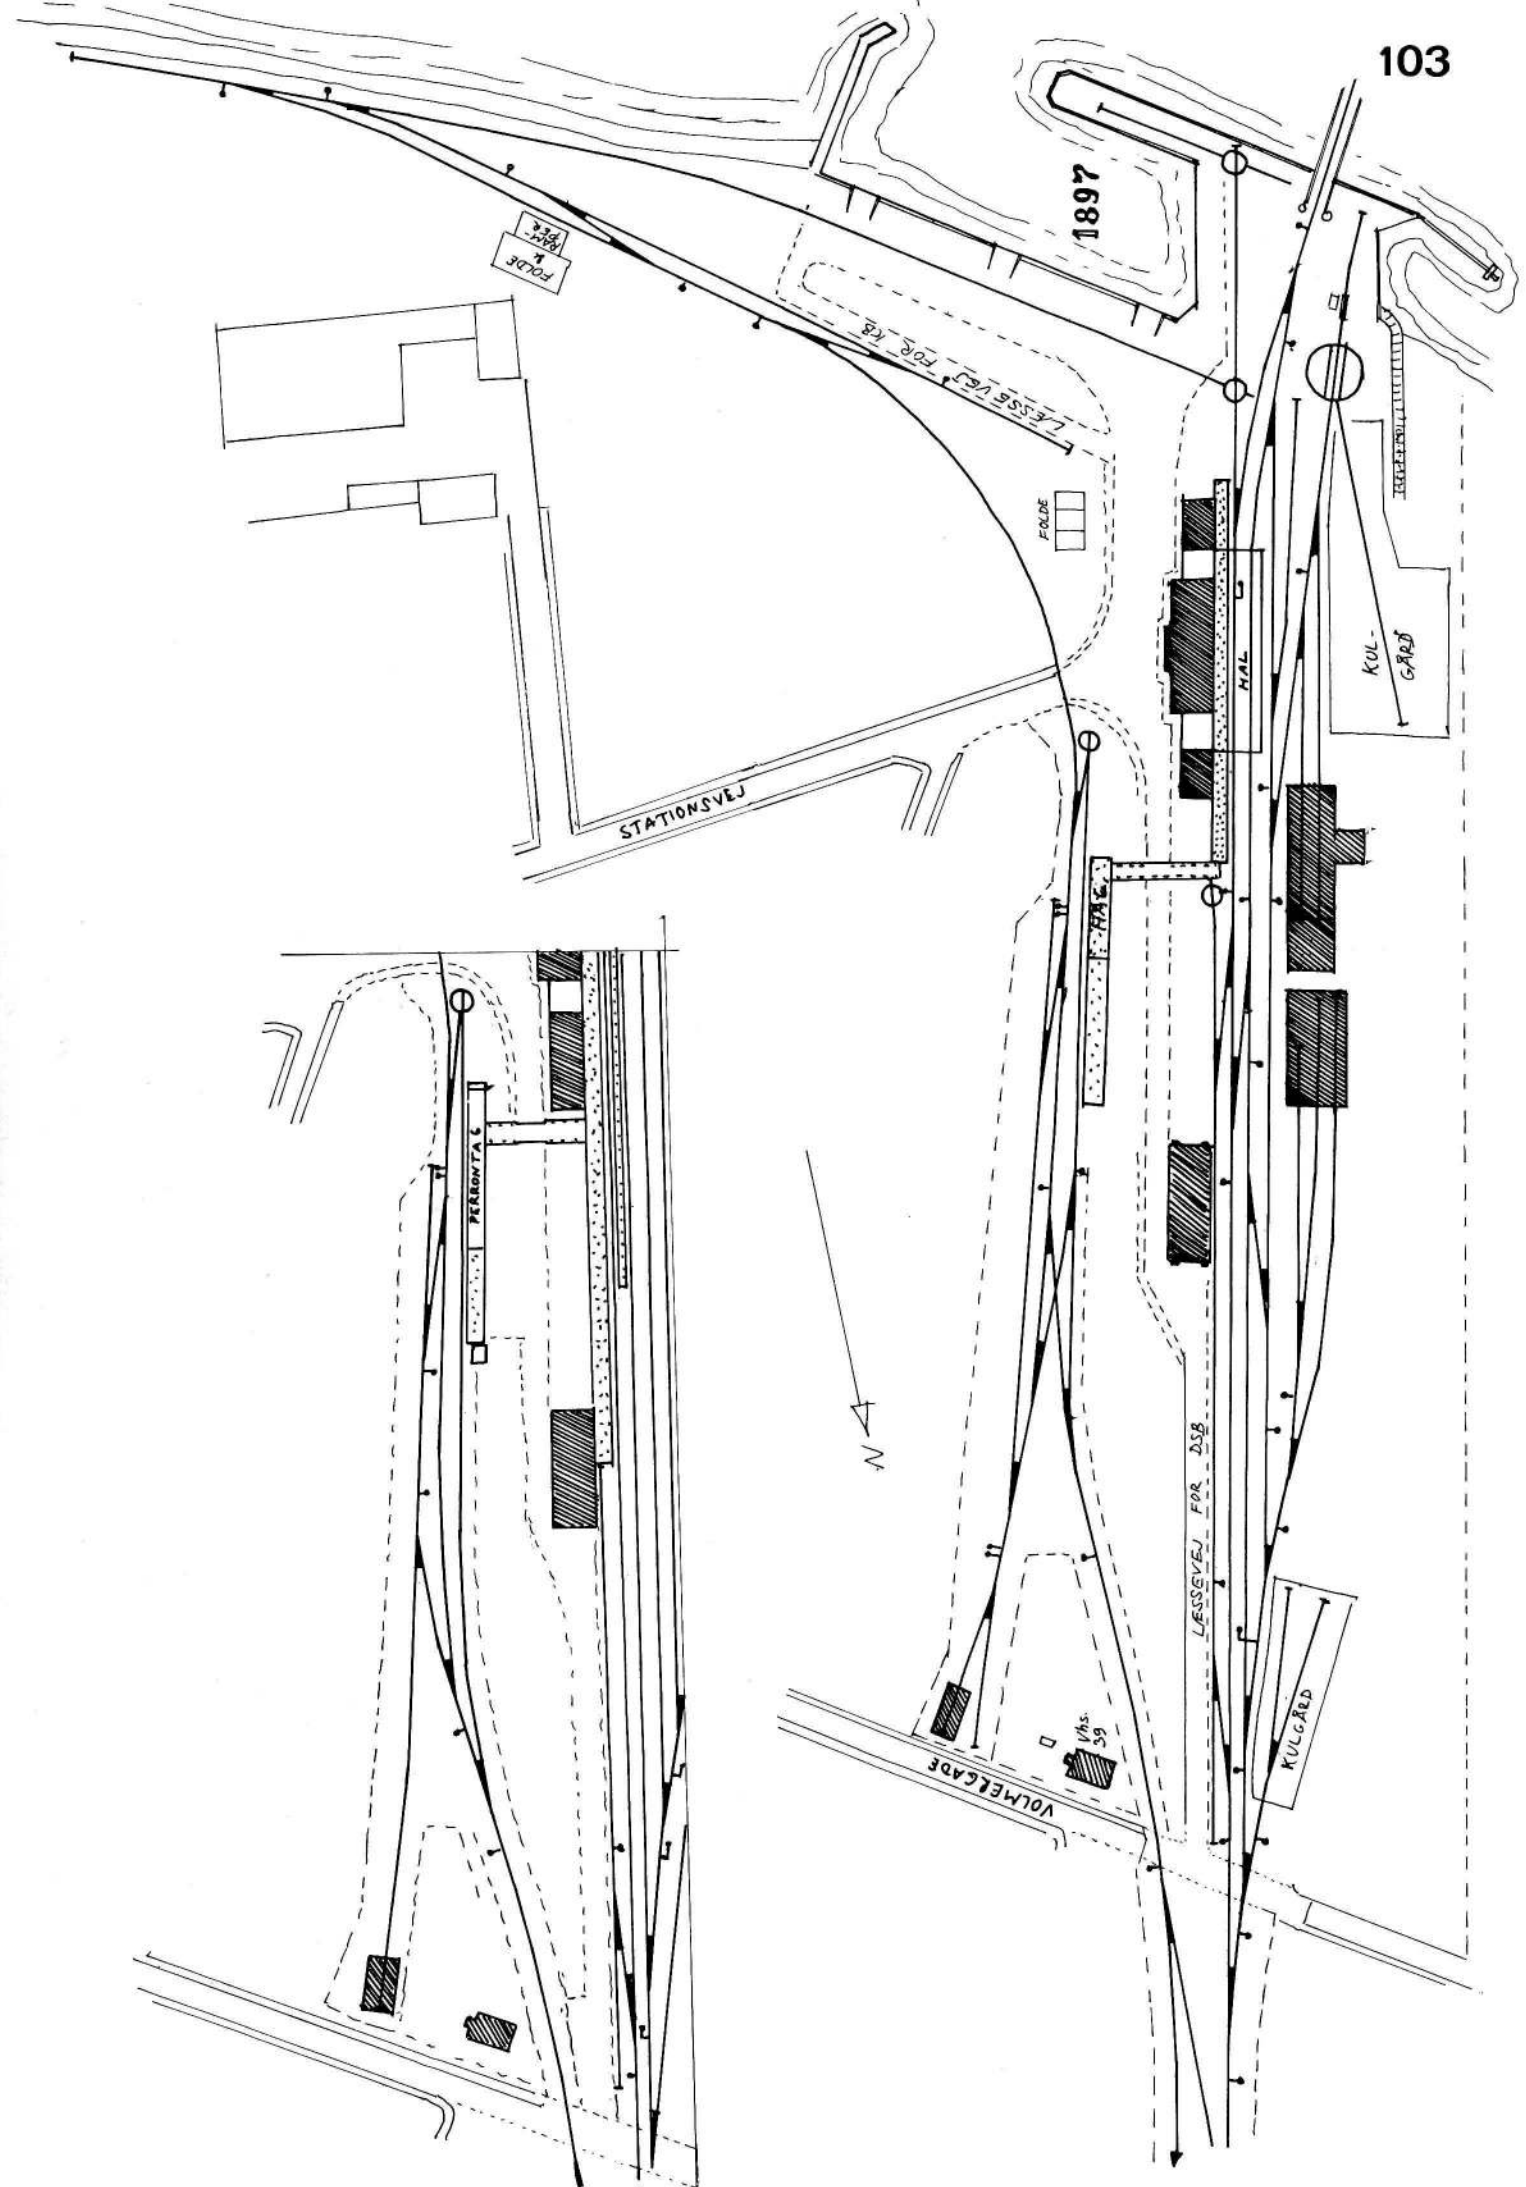 103
1897
FOLDE
&
RAM-
PER
LÆSSEVEJ FOR KB
FOLDE
HAL
KUL-
GÅRD
STATIONSVEJ
PERRONTAG
N
LÆSSEVEJ FOR DSB
KULGÅRD
Vhs.
39
VOLMERGADE